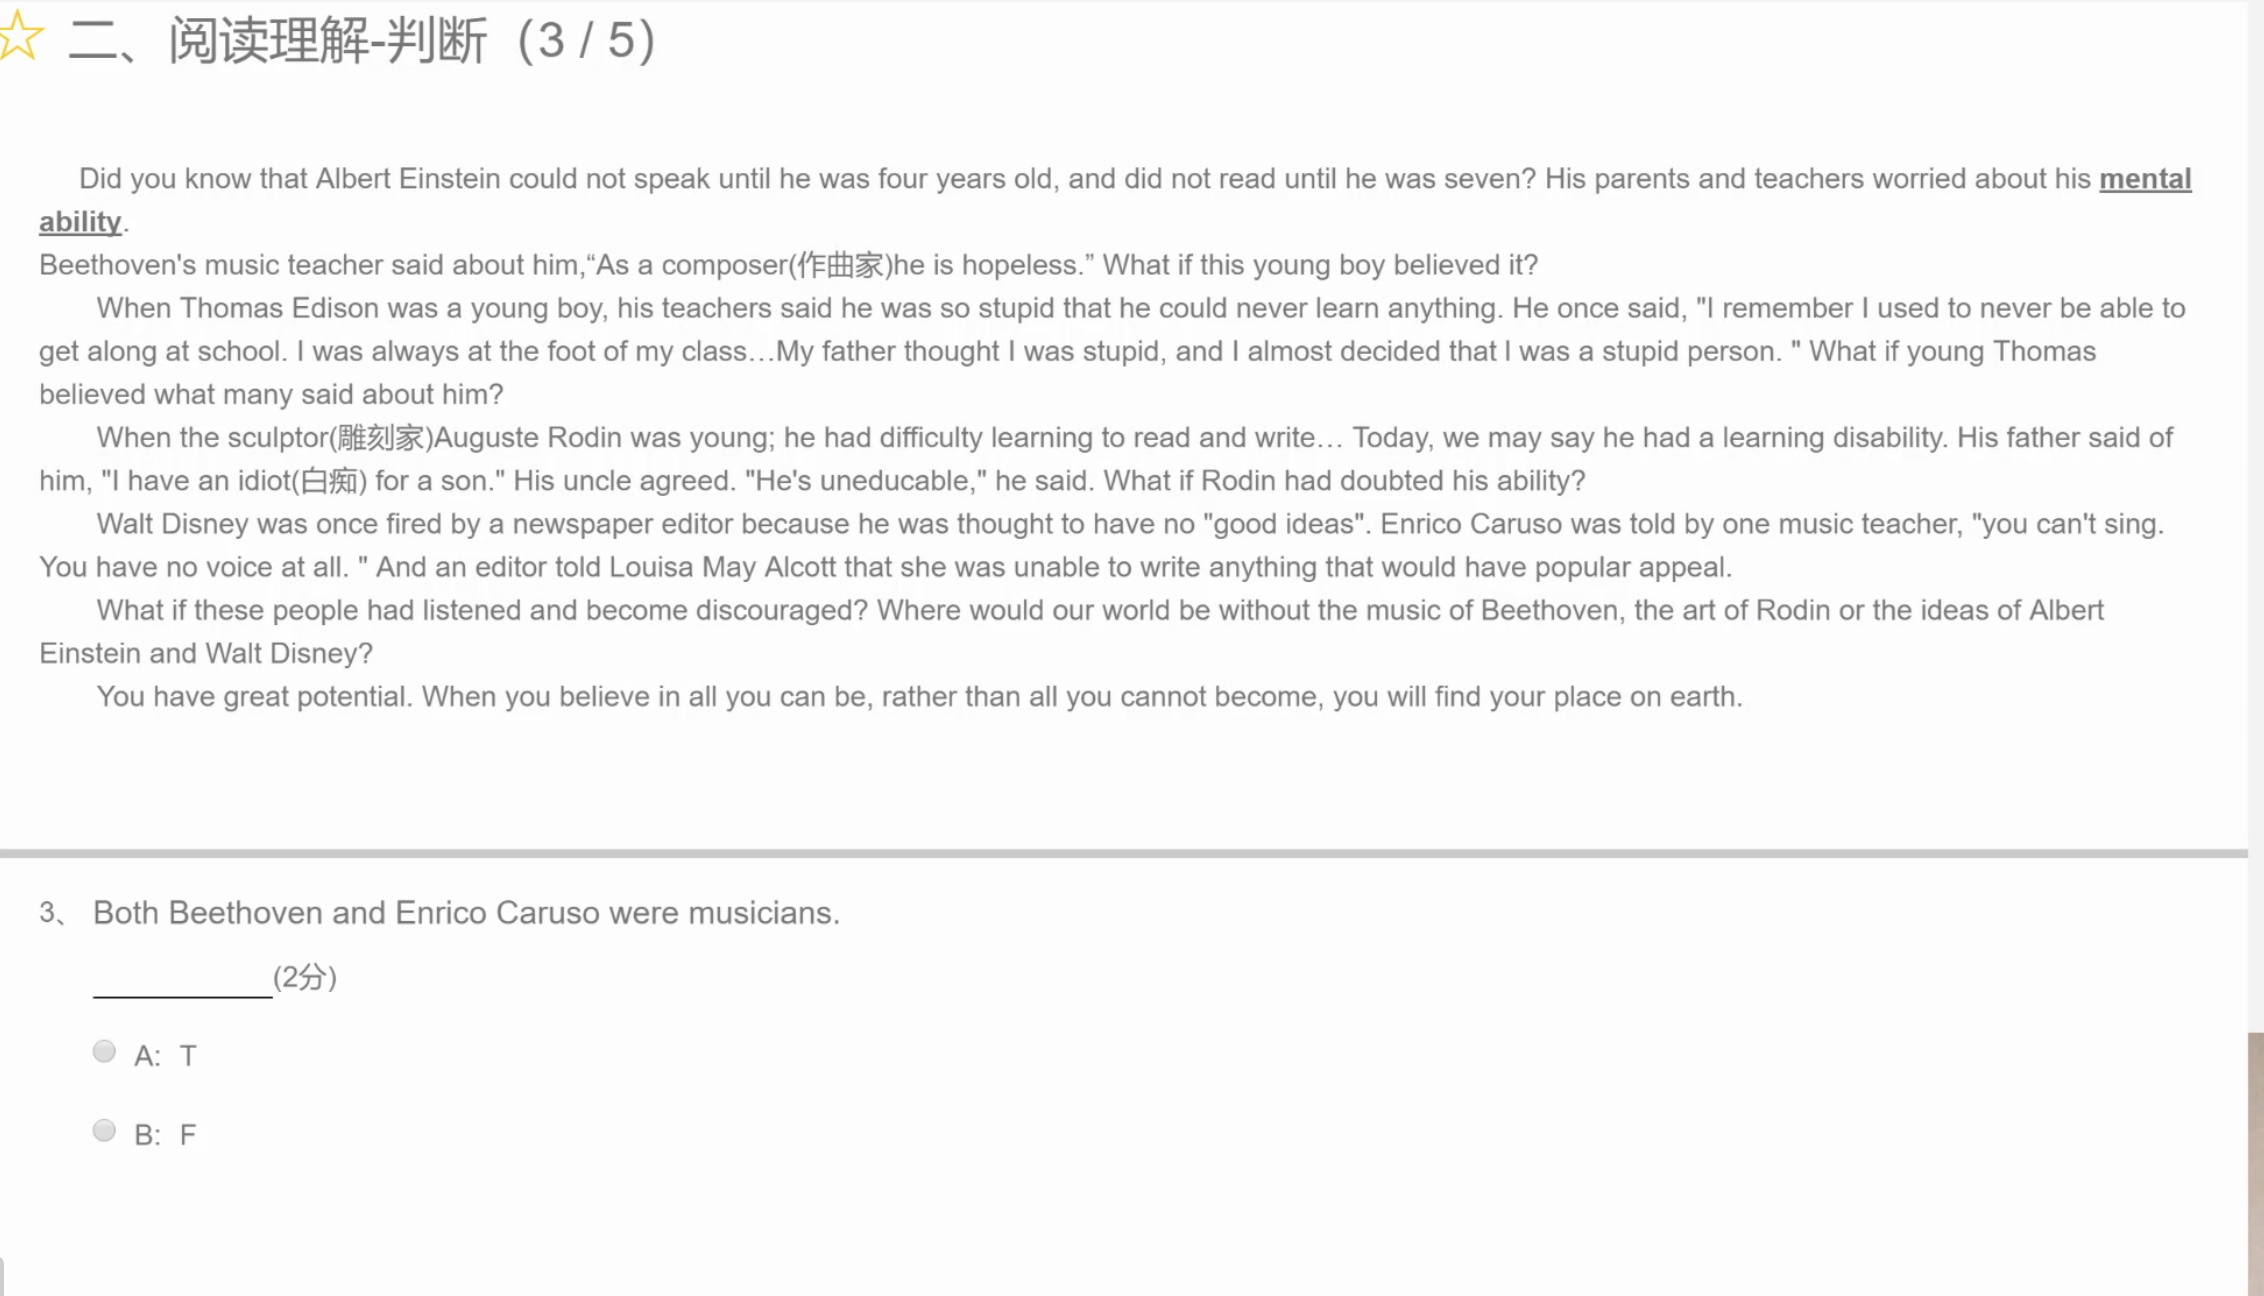 二、阅读理解-判断（3 / 5）
Did you know that Albert Einstein could not speak until he was four years old, and did not read until he was seven? His parents and teachers worried about his mental
ability.
Beethoven's music teacher said about him,“As a composer(作曲家)he is hopeless.” What if this young boy believed it?
When Thomas Edison was a young boy, his teachers said he was so stupid that he could never learn anything. He once said, "I remember I used to never be able to
get along at school. I was always at the foot of my class…My father thought I was stupid, and I almost decided that I was a stupid person. " What if young Thomas
believed what many said about him?
When the sculptor(雕刻家)Auguste Rodin was young; he had difficulty learning to read and write… Today, we may say he had a learning disability. His father said of
him, "I have an idiot(白痴) for a son." His uncle agreed. "He's uneducable," he said. What if Rodin had doubted his ability?
Walt Disney was once fired by a newspaper editor because he was thought to have no "good ideas". Enrico Caruso was told by one music teacher, "you can't sing.
You have no voice at all. " And an editor told Louisa May Alcott that she was unable to write anything that would have popular appeal.
What if these people had listened and become discouraged? Where would our world be without the music of Beethoven, the art of Rodin or the ideas of Albert
Einstein and Walt Disney?
You have great potential. When you believe in all you can be, rather than all you cannot become, you will find your place on earth.
3、 Both Beethoven and Enrico Caruso were musicians.
(2分)
A: T
B: F